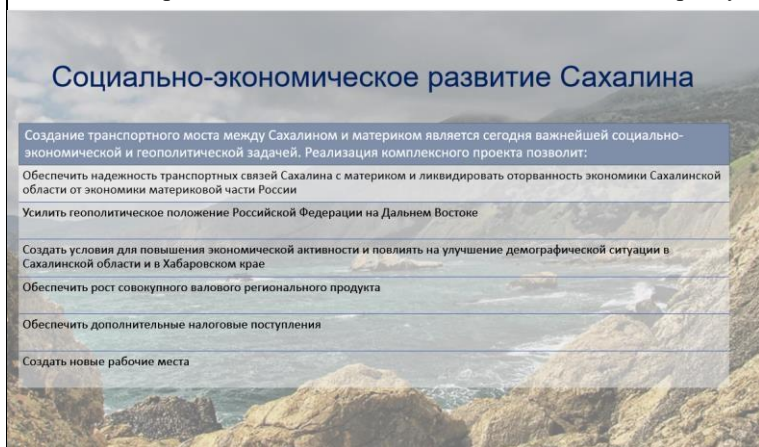 Социально-экономическое развитие Сахалина
Создание транспортного моста между Сахалином и материком является сегодня важнейшей социально-
экономической и геополитической задачей. Реализация комплексного проекта позволит:
Обеспечить надежность транспортных связей Сахалина с материком и ликвидировать оторванность экономики Сахалинской
области от экономики материковой части России
Усилить геополитическое положение Российской Федерации на Дальнем Востоке
Создать условия для повышения экономической активности и повлиять на улучшение демографической ситуации в
Сахалинской области и в Хабаровском крае
Обеспечить рост совокупного валового регионального продукта
Обеспечить дополнительные налоговые поступления
Создать новые рабочие места